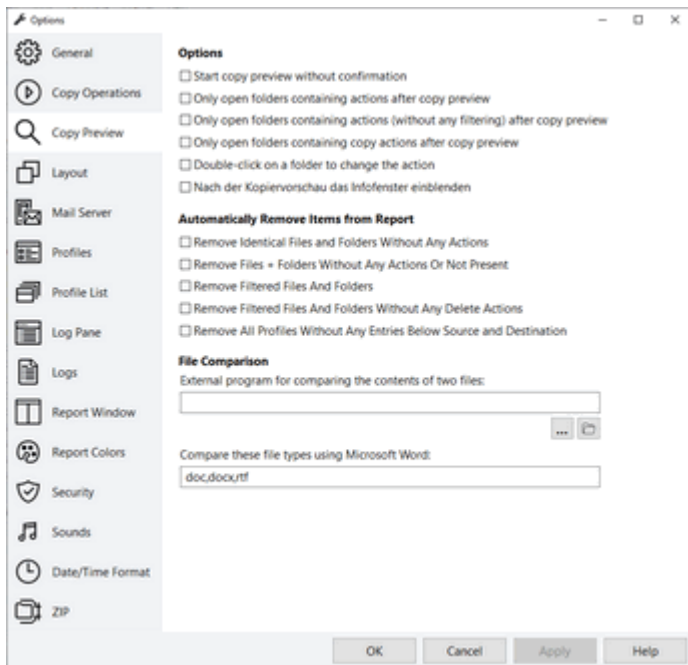 Options
General
Copy Operations
Copy Preview
Layout
Mail Server
Profiles
Profile List
Log Pane
Logs
Report Window
Report Colors
Security
Sounds
Date/Time Format
ZIP
Options
Start copy preview without confirmation
Only open folders containing actions after copy preview
Only open folders containing actions (without any filtering) after copy preview
Only open folders containing copy actions after copy preview
Double-click on a folder to change the action
Nach der Kopiervorschau das Infofenster einblenden
Automatically Remove Items from Report
Remove Identical Files and Folders Without Any Actions
Remove Files + Folders Without Any Actions Or Not Present
Remove Filtered Files And Folders
Remove Filtered Files And Folders Without Any Delete Actions
Remove All Profiles Without Any Entries Below Source and Destination
File Comparison
External program for comparing the contents of two files:
...
Compare these file types using Microsoft Word:
doc,docx,rtf
OK
Cancel
Apply
Help